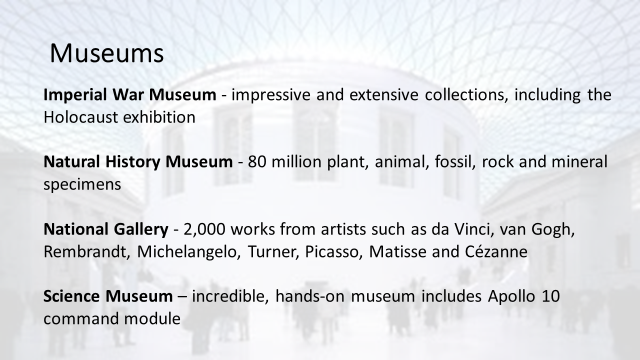 Museums
Imperial War Museum - impressive and extensive collections, including the
Holocaust exhibition
Natural History Museum - 80 million plant, animal, fossil, rock and mineral
specimens
National Gallery - 2,000 works from artists such as da Vinci, van Gogh,
Rembrandt, Michelangelo, Turner, Picasso, Matisse and Cézanne
Science Museum – incredible, hands-on museum includes Apollo 10
command module